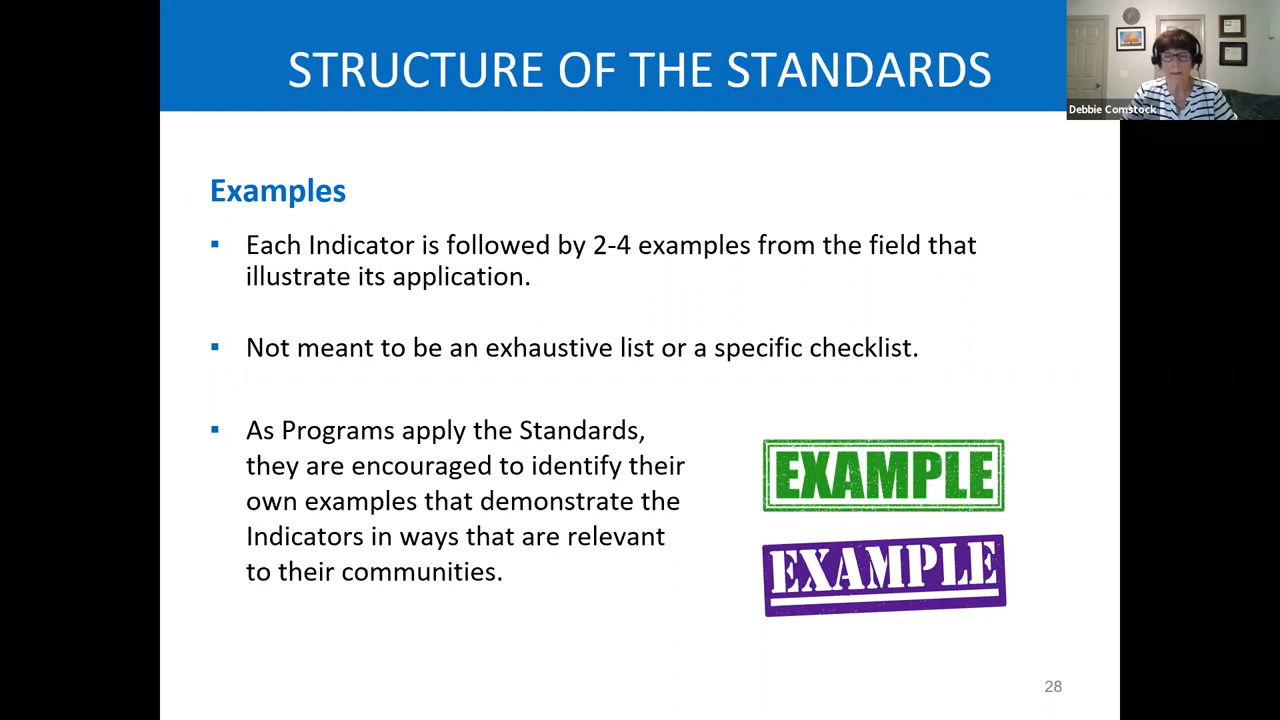 STRUCTURE OF THE STANDARDS
Debbie Comstock
Examples
▪ Each Indicator is followed by 2-4 examples from the field that
illustrate its application.
▪ Not meant to be an exhaustive list or a specific checklist.
▪ As Programs apply the Standards,
they are encouraged to identify their
own examples that demonstrate the
Indicators in ways that are relevant
to their communities.
EXAMPLE
EXAMPLE
28